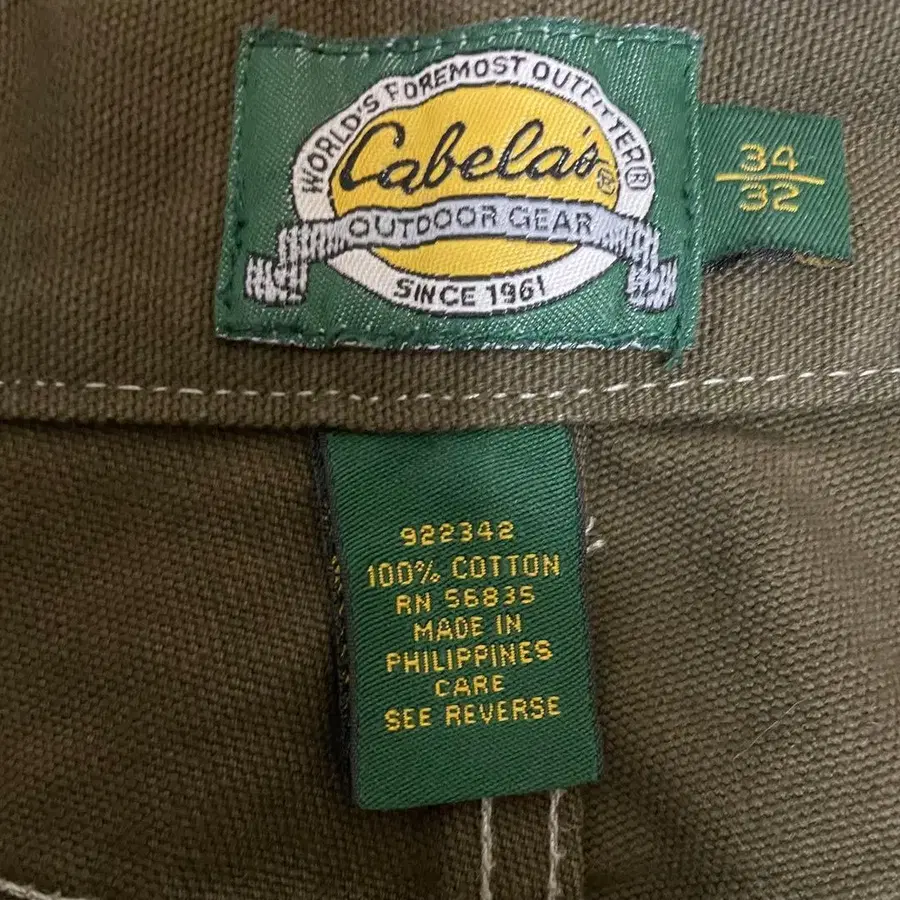 WORLD'S FOREMOST OUTFITTER®
Cabela's®
OUTDOOR GEAR
SINCE 1961
34
32
922342
100% COTTON
RN 56835
MADE IN
PHILIPPINES
CARE
SEE REVERSE